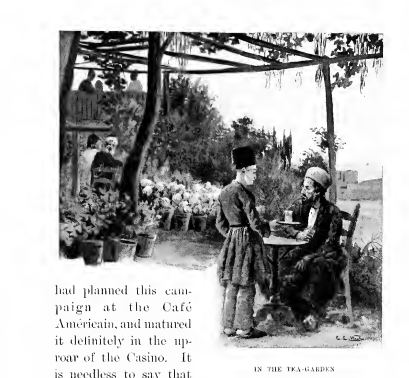 had planned this cam-
paign at the Café
Américain, and matured
it definitely in the up-
roar of the Casino. It
is needless to say that
IN THE TEA-GARDEN